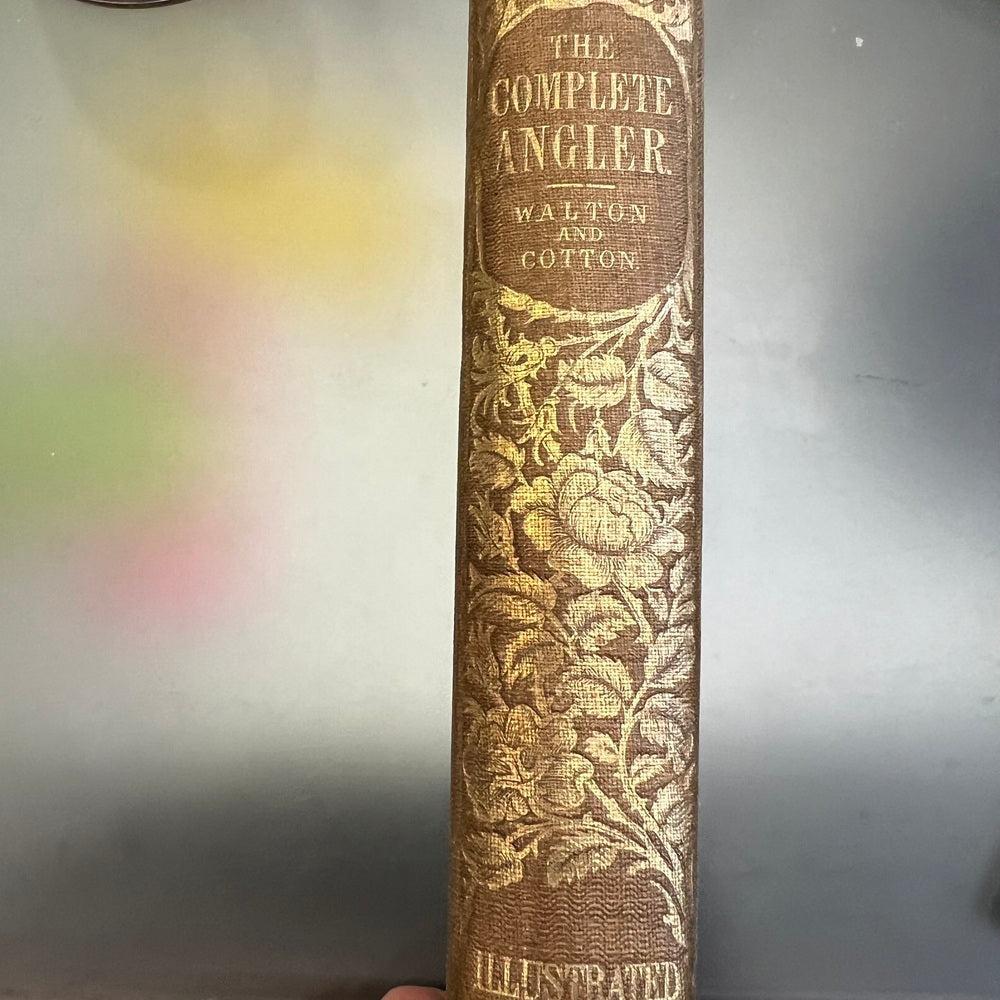 THE
COMPLETE
ANGLER.
WALTON
AND
COTTON.
ILLUSTRATED